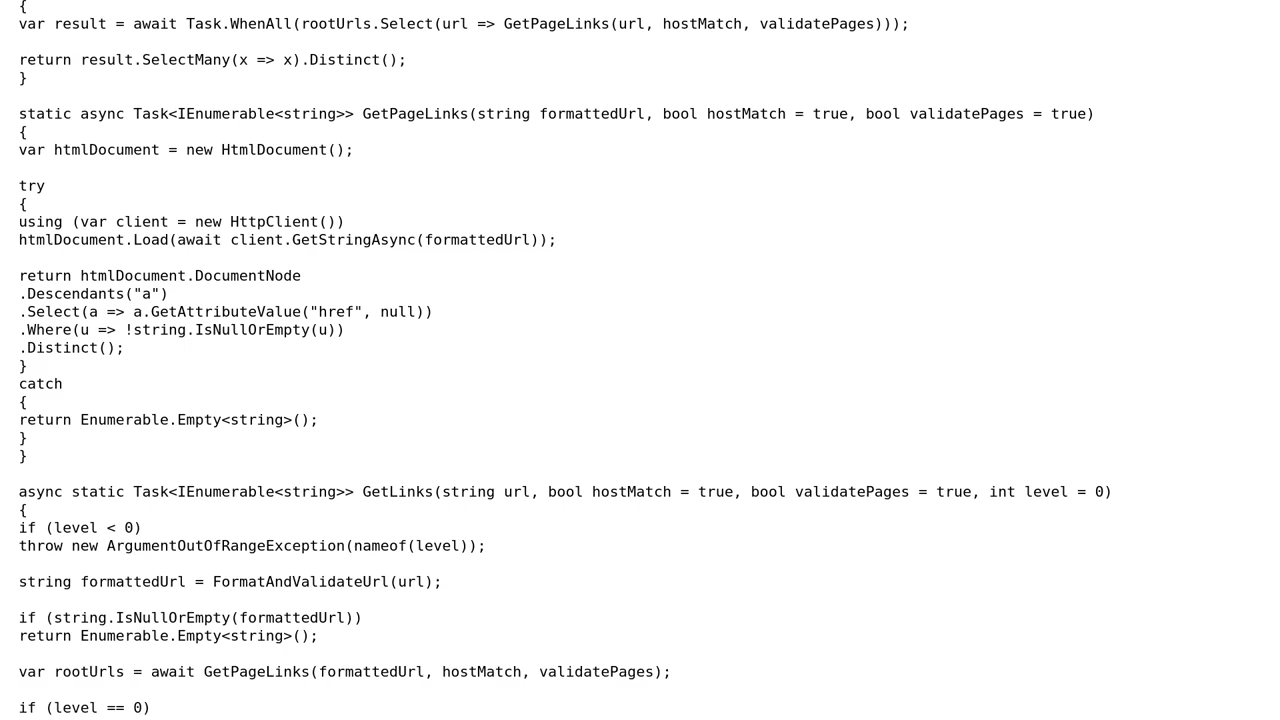 {
var result = await Task.WhenAll(rootUrls.Select(url => GetPageLinks(url, hostMatch, validatePages)));
return result.SelectMany(x => x).Distinct();
}
static async Task<IEnumerable<string>> GetPageLinks(string formattedUrl, bool hostMatch = true, bool validatePages = true)
{
var htmlDocument = new HtmlDocument();
try
{
using (var client = new HttpClient())
htmlDocument.Load(await client.GetStringAsync(formattedUrl));
return htmlDocument.DocumentNode
.Descendants("a")
.Select(a => a.GetAttributeValue("href", null))
.Where(u => !string.IsNullOrEmpty(u))
.Distinct();
}
catch
{
return Enumerable.Empty<string>();
}
}
async static Task<IEnumerable<string>> GetLinks(string url, bool hostMatch = true, bool validatePages = true, int level = 0)
{
if (level < 0)
throw new ArgumentOutOfRangeException(nameof(level));
string formattedUrl = FormatAndValidateUrl(url);
if (string.IsNullOrEmpty(formattedUrl))
return Enumerable.Empty<string>();
var rootUrls = await GetPageLinks(formattedUrl, hostMatch, validatePages);
if (level == 0)